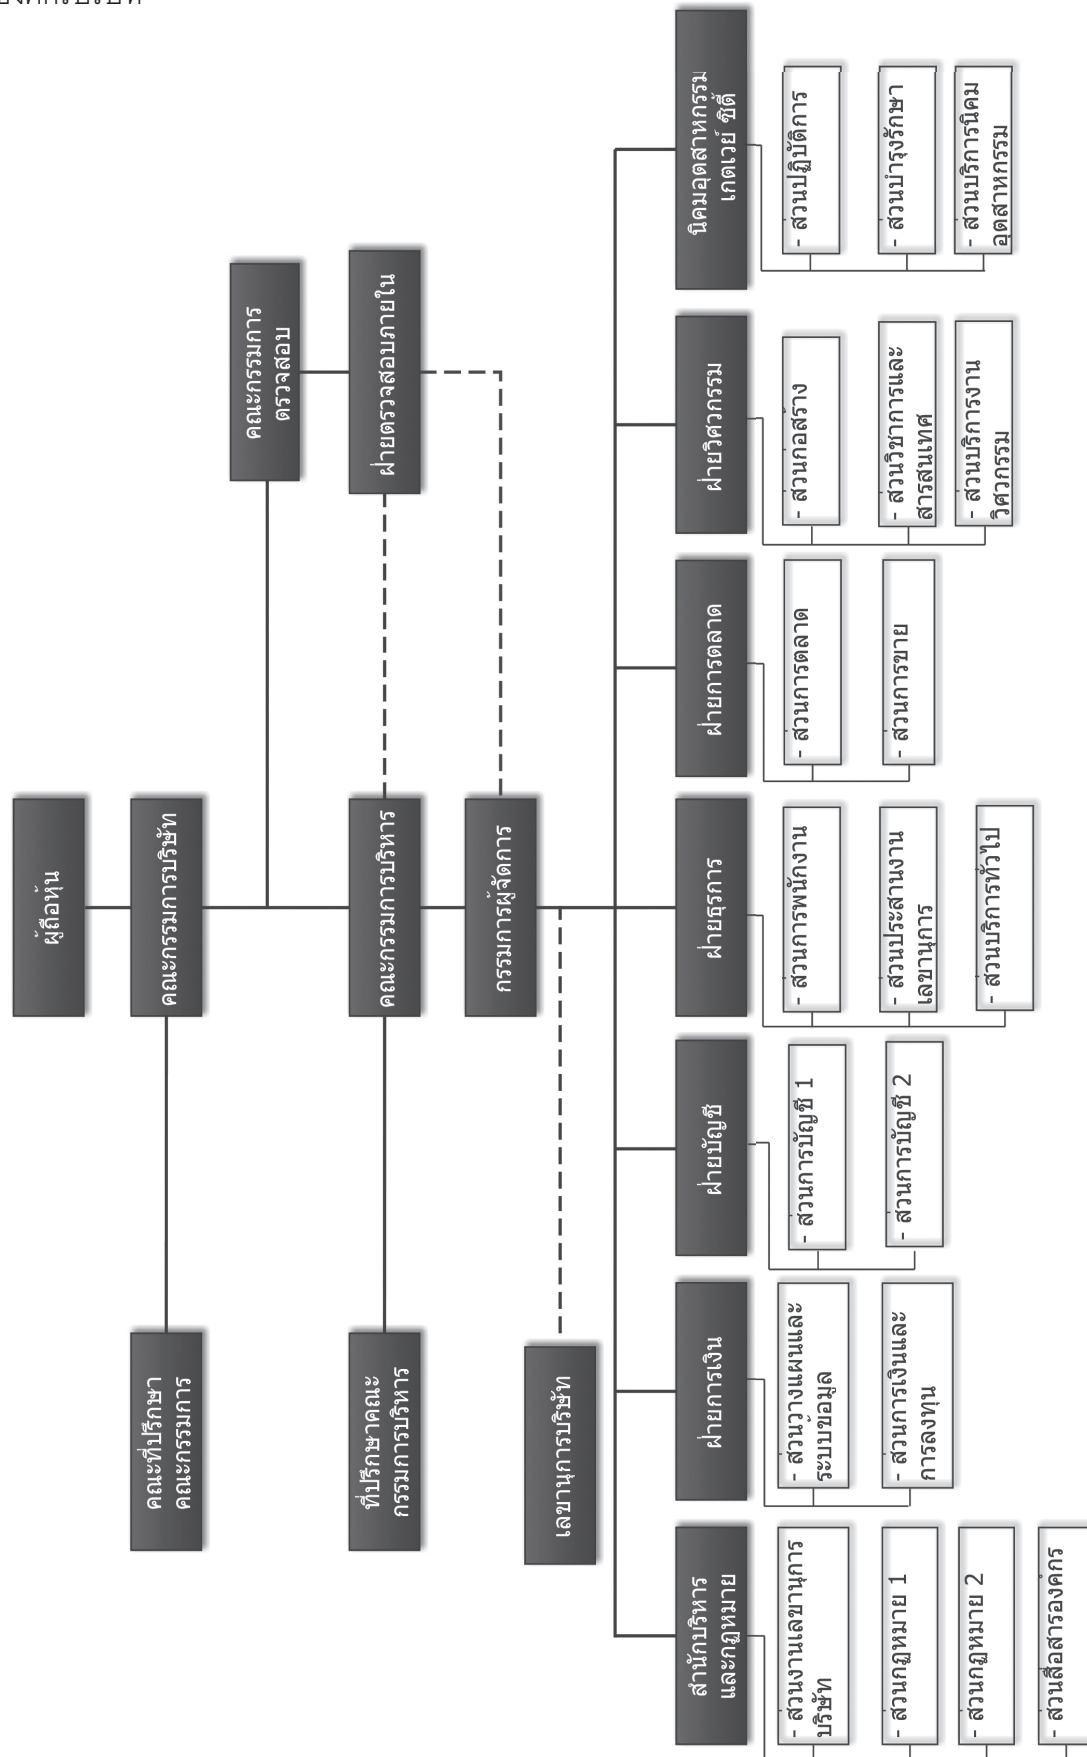 ผู้ถือหุ้น
คณะกรรมการบริษัท
คณะที่ปรึกษา
คณะกรรมการ
คณะกรรมการ
ตรวจสอบ
ที่ปรึกษาคณะ
กรรมการบริหาร
คณะกรรมการบริหาร
ฝ่ายตรวจสอบภายใน
กรรมการผู้จัดการ
เลขานุการบริษัท
สำนักบริหาร
และกฎหมาย
- ส่วนงานเลขานุการ
บริษัท
- ส่วนกฎหมาย 1
- ส่วนกฎหมาย 2
- ส่วนสื่อสารองค์กร
ฝ่ายการเงิน
- ส่วนวางแผนและ
ระบบข้อมูล
- ส่วนการเงินและ
การลงทุน
ฝ่ายบัญชี
- ส่วนการบัญชี 1
- ส่วนการบัญชี 2
ฝ่ายธุรการ
- ส่วนการพนักงาน
- ส่วนประสานงาน
เลขานุการ
- ส่วนบริการทั่วไป
ฝ่ายการตลาด
- ส่วนการตลาด
- ส่วนการขาย
ฝ่ายวิศวกรรม
- ส่วนก่อสร้าง
- ส่วนวิชาการและ
สารสนเทศ
- ส่วนบริการงาน
วิศวกรรม
นิคมอุตสาหกรรม
เกตเวย์ ซิตี้
- ส่วนปฏิบัติการ
- ส่วนบำรุงรักษา
- ส่วนบริการนิคม
อุตสาหกรรม